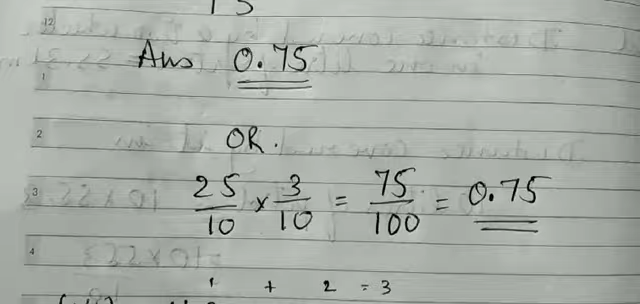 Ans 0.75
OR.
25/10 × 3/10 = 75/100 = 0.75
1 + 2 = 3